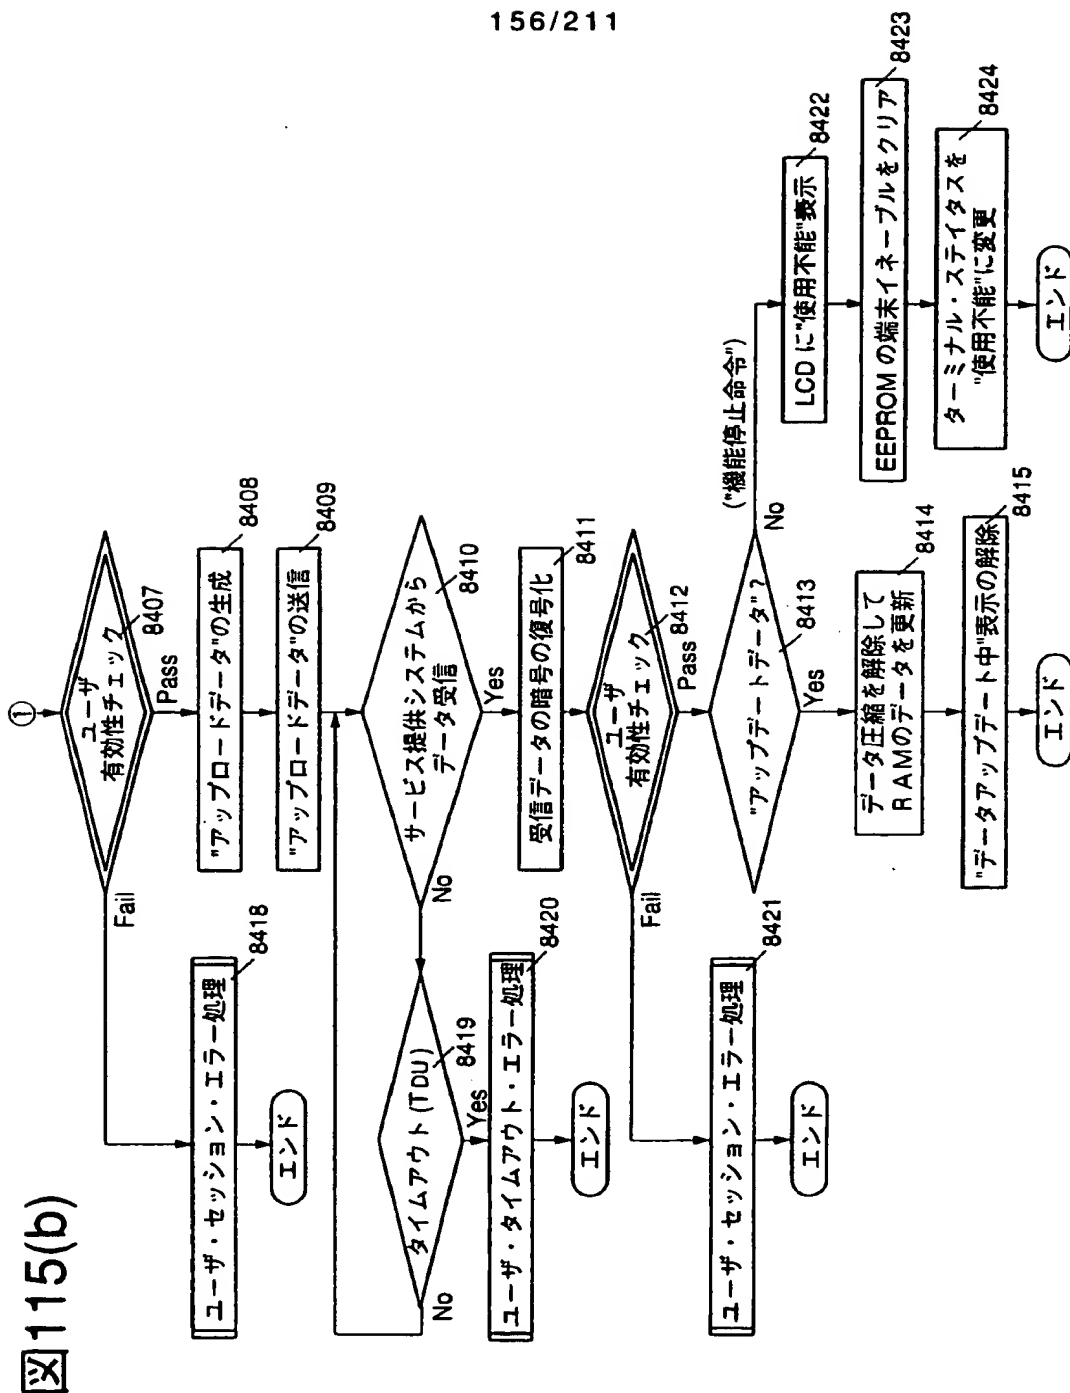 156/211
図115(b)
①
ユーザ
有効性チェック
8407
Fail
Pass
ユーザ・セッション・エラー処理
8418
エンド
"アップロードデータ"の生成
8408
"アップロードデータ"の送信
8409
サービス提供システムから
データ受信
8410
No
Yes
タイムアウト(TDU)
8419
No
Yes
ユーザ・タイムアウト・エラー処理
8420
エンド
受信データの暗号の復号化
8411
ユーザ
有効性チェック
8412
Fail
Pass
ユーザ・セッション・エラー処理
8421
エンド
"アップデートデータ"?
8413
No
("機能停止命令")
Yes
データ圧縮を解除して
RAMのデータを更新
8414
"データアップデート中"表示の解除
8415
エンド
LCDに"使用不能"表示
8422
EEPROMの端末イネーブルをクリア
8423
ターミナル・ステイタスを
"使用不能"に変更
8424
エンド